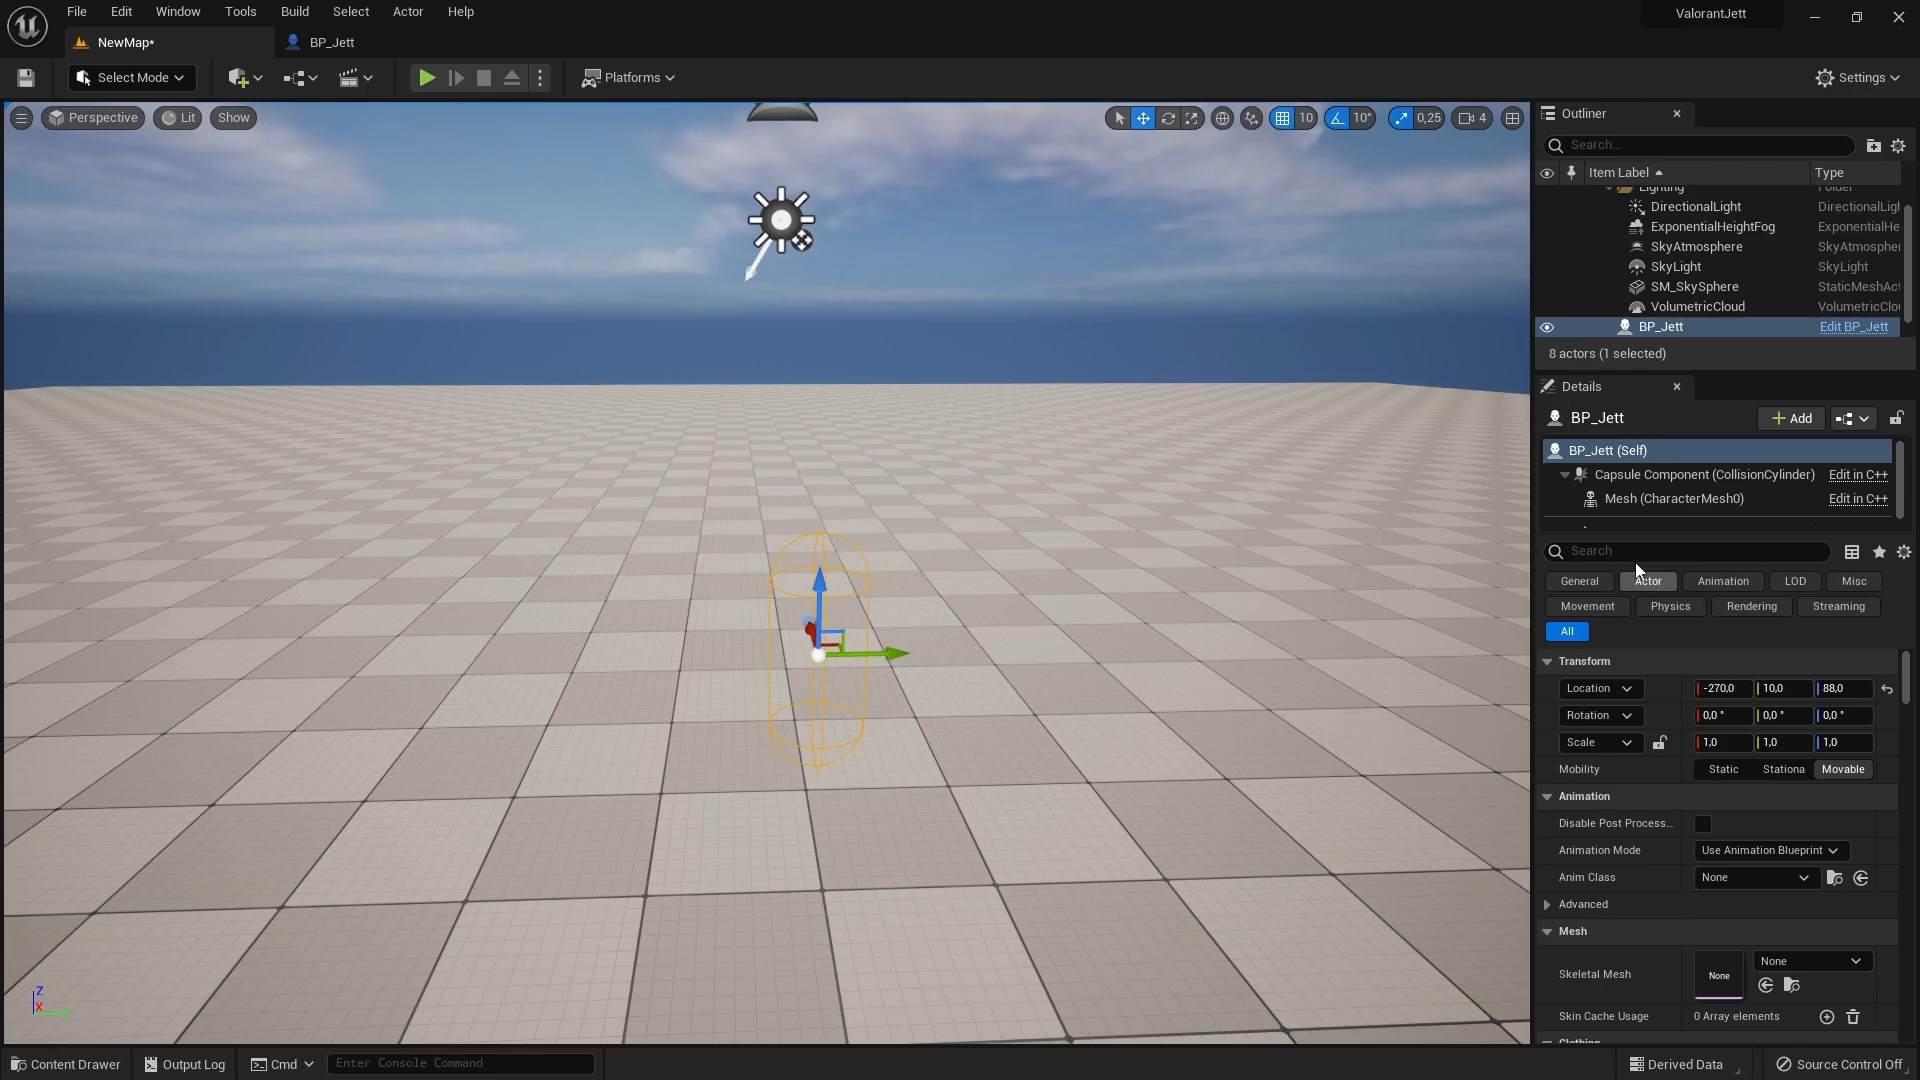 File Edit Window Tools Build Select Actor Help
ValorantJett
NewMap*
BP_Jett
Select Mode
Platforms
Settings
Perspective
Lit
Show
10
10°
0,25
4
Outliner
Search...
Item Label
Type
Lighting
Folder
DirectionalLight
DirectionalLigl
ExponentialHeightFog
ExponentialHe
SkyAtmosphere
SkyAtmospher
SkyLight
SkyLight
SM_SkySphere
StaticMeshAct
VolumetricCloud
VolumetricClou
BP_Jett
Edit BP_Jett
8 actors (1 selected)
Details
BP_Jett
Add
BP_Jett (Self)
Capsule Component (CollisionCylinder)
Edit in C++
Mesh (CharacterMesh0)
Edit in C++
Search
General
Actor
Animation
LOD
Misc
Movement
Physics
Rendering
Streaming
All
Transform
Location
-270,0
10,0
88,0
Rotation
0,0 °
0,0 °
0,0 °
Scale
1,0
1,0
1,0
Mobility
Static
Stationa
Movable
Animation
Disable Post Process...
Animation Mode
Use Animation Blueprint
Anim Class
None
Advanced
Mesh
Skeletal Mesh
None
None
Skin Cache Usage
0 Array elements
Clothing
Z
X
Y
Content Drawer
Output Log
Cmd
Enter Console Command
Derived Data
Source Control Off